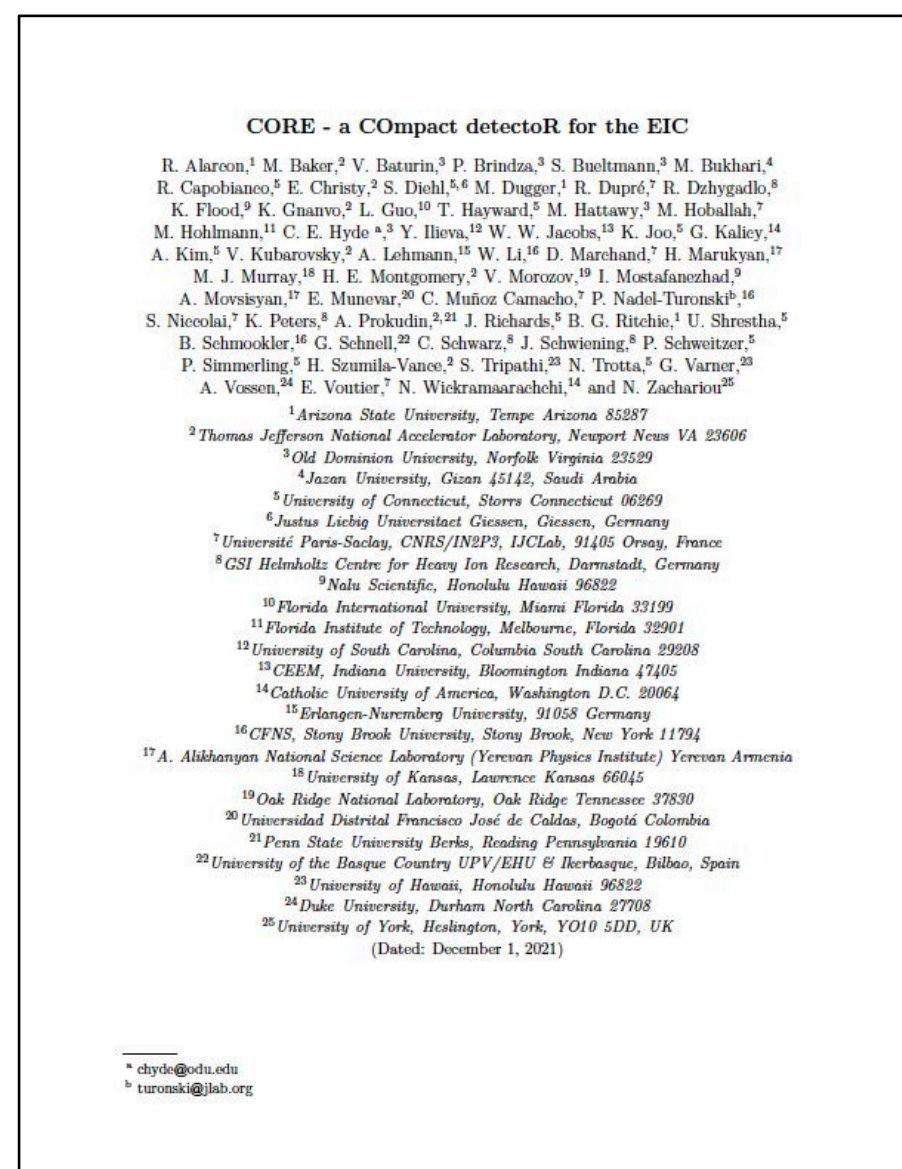 CORE - a COmpact detectoR for the EIC
R. Alarcon,¹ M. Baker,² V. Baturin,³ P. Brindza,³ S. Bueltmann,³ M. Bukhari,⁴
R. Capobianco,⁵ E. Christy,² S. Diehl,⁵,⁶ M. Dugger,¹ R. Dupré,⁷ R. Dzhygadlo,⁸
K. Flood,⁹ K. Gnanvo,² L. Guo,¹⁰ T. Hayward,⁵ M. Hattawy,³ M. Hoballah,⁷
M. Hohlmann,¹¹ C. E. Hyde ᵃ,³ Y. Ilieva,¹² W. W. Jacobs,¹³ K. Joo,⁵ G. Kalicy,¹⁴
A. Kim,⁵ V. Kubarovsky,² A. Lehmann,¹⁵ W. Li,¹⁶ D. Marchand,⁷ H. Marukyan,¹⁷
M. J. Murray,¹⁸ H. E. Montgomery,² V. Morozov,¹⁹ I. Mostafanezhad,⁹
A. Movsisyan,¹⁷ E. Munevar,²⁰ C. Muñoz Camacho,⁷ P. Nadel-Turonskiᵇ,¹⁶
S. Niccolai,⁷ K. Peters,⁸ A. Prokudin,²,²¹ J. Richards,⁵ B. G. Ritchie,¹ U. Shrestha,⁵
B. Schmookler,¹⁶ G. Schnell,²² C. Schwarz,⁸ J. Schwiening,⁸ P. Schweitzer,⁵
P. Simmerling,⁵ H. Szumila-Vance,² S. Tripathi,²³ N. Trotta,⁵ G. Varner,²³
A. Vossen,²⁴ E. Voutier,⁷ N. Wickramaarachchi,¹⁴ and N. Zachariou²⁵
¹Arizona State University, Tempe Arizona 85287
²Thomas Jefferson National Accelerator Laboratory, Newport News VA 23606
³Old Dominion University, Norfolk Virginia 23529
⁴Jazan University, Gizan 45142, Saudi Arabia
⁵University of Connecticut, Storrs Connecticut 06269
⁶Justus Liebig Universitaet Giessen, Giessen, Germany
⁷Université Paris-Saclay, CNRS/IN2P3, IJCLab, 91405 Orsay, France
⁸GSI Helmholtz Centre for Heavy Ion Research, Darmstadt, Germany
⁹Nalu Scientific, Honolulu Hawaii 96822
¹⁰Florida International University, Miami Florida 33199
¹¹Florida Institute of Technology, Melbourne, Florida 32901
¹²University of South Carolina, Columbia South Carolina 29208
¹³CEEM, Indiana University, Bloomington Indiana 47405
¹⁴Catholic University of America, Washington D.C. 20064
¹⁵Erlangen-Nuremberg University, 91058 Germany
¹⁶CFNS, Stony Brook University, Stony Brook, New York 11794
¹⁷A. Alikhanyan National Science Laboratory (Yerevan Physics Institute) Yerevan Armenia
¹⁸University of Kansas, Lawrence Kansas 66045
¹⁹Oak Ridge National Laboratory, Oak Ridge Tennessee 37830
²⁰Universidad Distrital Francisco José de Caldas, Bogotá Colombia
²¹Penn State University Berks, Reading Pennsylvania 19610
²²University of the Basque Country UPV/EHU & Ikerbasque, Bilbao, Spain
²³University of Hawaii, Honolulu Hawaii 96822
²⁴Duke University, Durham North Carolina 27708
²⁵University of York, Heslington, York, YO10 5DD, UK
(Dated: December 1, 2021)
ᵃ chyde@odu.edu
ᵇ turonski@jlab.org